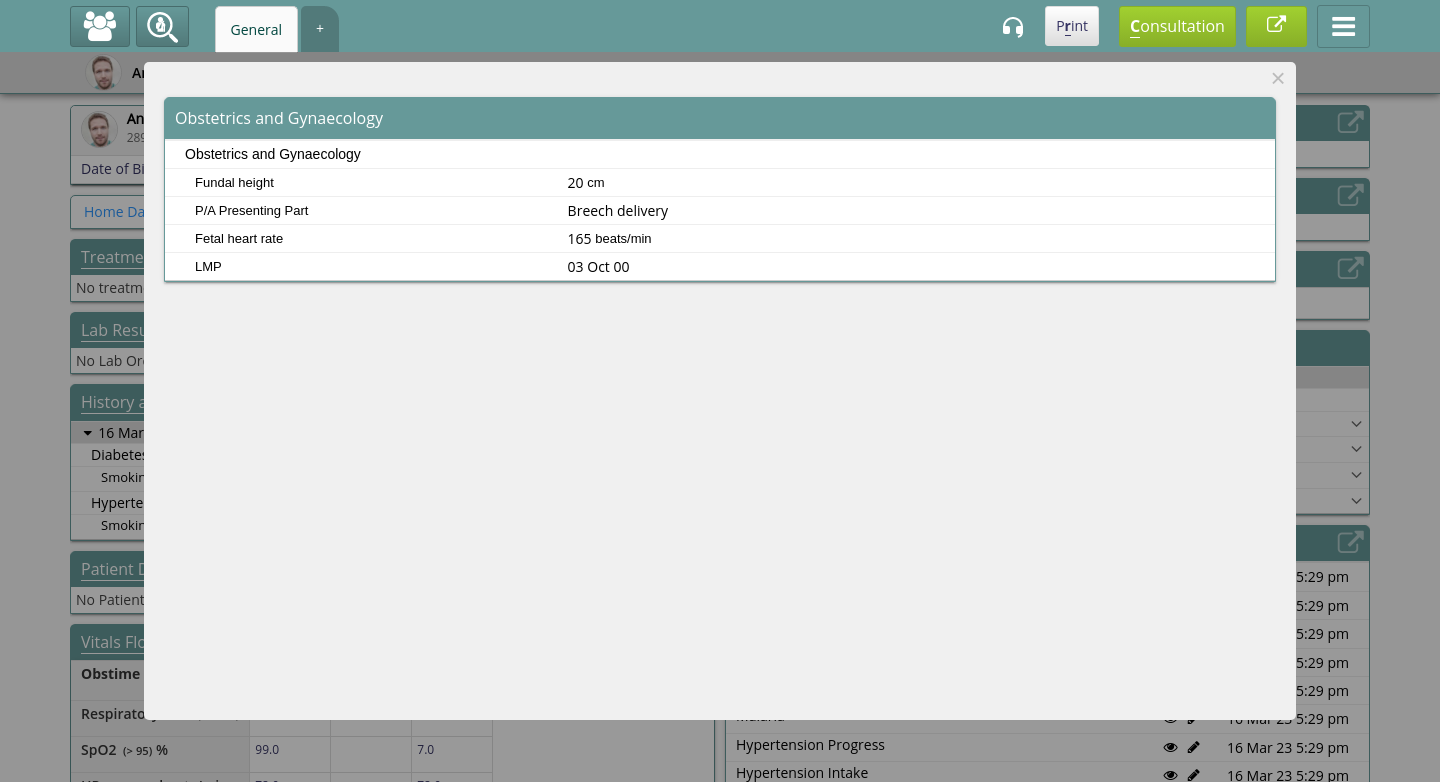 General
+
Print
Consultation
An
An
289
Date of Bi
Home Da
Treatme
No treatm
Lab Resu
No Lab Or
History a
16 Mar
Diabetes
Smokin
Hyperte
Smokin
Patient D
No Patient
Vitals Flo
Obstime
Respirato
SpO2 (> 95) %
99.0
7.0
×
Obstetrics and Gynaecology
Obstetrics and Gynaecology
Fundal height 20 cm
P/A Presenting Part Breech delivery
Fetal heart rate 165 beats/min
LMP 03 Oct 00
5:29 pm
5:29 pm
5:29 pm
5:29 pm
5:29 pm
16 Mar 23 5:29 pm
Hypertension Progress 16 Mar 23 5:29 pm
Hypertension Intake 16 Mar 23 5:29 pm